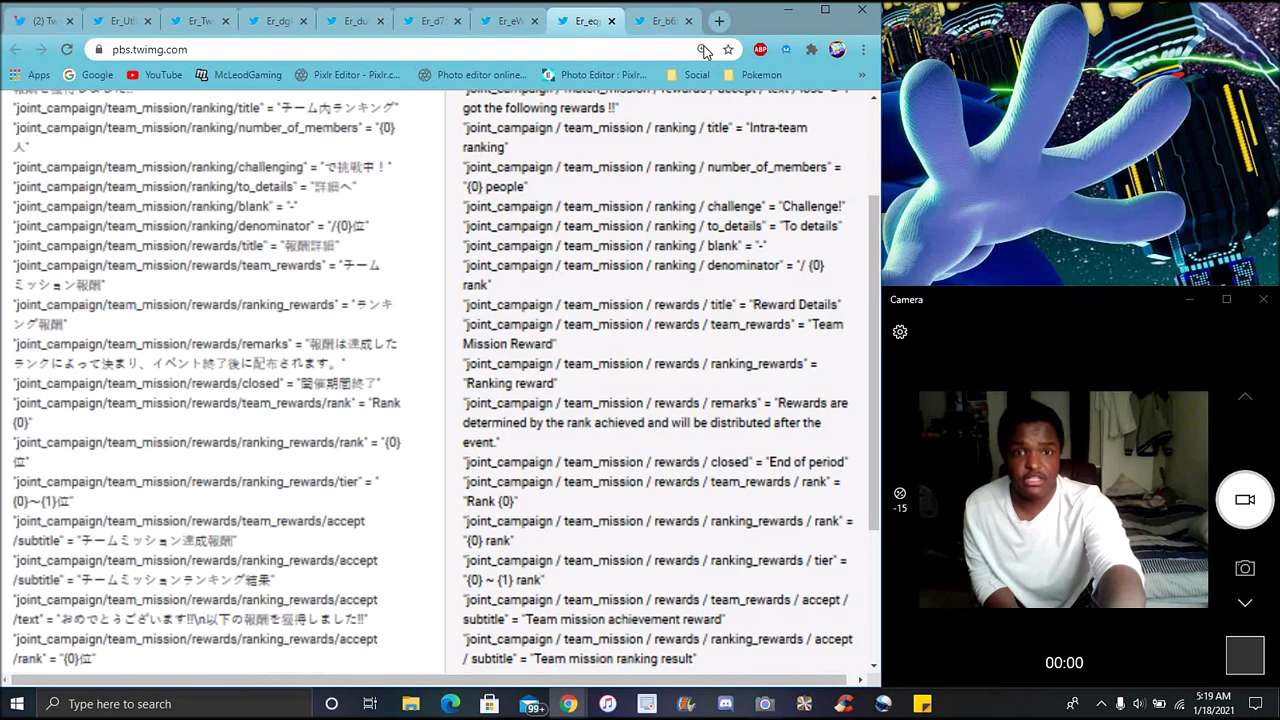 (2) Tw
Er_Uth
Er_Twe
Er_dgi
Er_du
Er_d7
Er_eW
Er_eq
Er_b6
pbs.twimg.com
ABP
Apps
Google
YouTube
McLeodGaming
Pixlr Editor - Pixlr.c...
Photo editor online...
Photo Editor : Pixlr...
Social
Pokemon
»
"joint_campaign/team_mission/ranking/title" = "チーム内ランキング"
"joint_campaign/team_mission/ranking/number_of_members" = "{0}
人"
"joint_campaign/team_mission/ranking/challenging" = "で挑戦中！"
"joint_campaign/team_mission/ranking/to_details" = "詳細へ"
"joint_campaign/team_mission/ranking/blank" = "-"
"joint_campaign/team_mission/ranking/denominator" = "/{0}位"
"joint_campaign/team_mission/rewards/title" = "報酬詳細"
"joint_campaign/team_mission/rewards/team_rewards" = "チーム
ミッション報酬"
"joint_campaign/team_mission/rewards/ranking_rewards" = "ランキ
ング報酬"
"joint_campaign/team_mission/rewards/remarks" = "報酬は達成した
ランクによって決まり、イベント終了後に配布されます。"
"joint_campaign/team_mission/rewards/closed" = "開催期間終了"
"joint_campaign/team_mission/rewards/team_rewards/rank" = "Rank
{0}"
"joint_campaign/team_mission/rewards/ranking_rewards/rank" = "{0}
位"
"joint_campaign/team_mission/rewards/ranking_rewards/tier" = "
{0}〜{1}位"
"joint_campaign/team_mission/rewards/team_rewards/accept
/subtitle" = "チームミッション達成報酬"
"joint_campaign/team_mission/rewards/ranking_rewards/accept
/subtitle" = "チームミッションランキング結果"
"joint_campaign/team_mission/rewards/ranking_rewards/accept
/text" = "おめでとうございます!!\n以下の報酬を獲得しました!!"
"joint_campaign/team_mission/rewards/ranking_rewards/accept
/rank" = "{0}位"
got the following rewards !!"
"joint_campaign / team_mission / ranking / title" = "Intra-team
ranking"
"joint_campaign / team_mission / ranking / number_of_members" =
"{0} people"
"joint_campaign / team_mission / ranking / challenge" = "Challenge!"
"joint_campaign / team_mission / ranking / to_details" = "To details"
"joint_campaign / team_mission / ranking / blank" = "-"
"joint_campaign / team_mission / ranking / denominator" = "/ {0}
rank"
"joint_campaign / team_mission / rewards / title" = "Reward Details"
"joint_campaign / team_mission / rewards / team_rewards" = "Team
Mission Reward"
"joint_campaign / team_mission / rewards / ranking_rewards" =
"Ranking reward"
"joint_campaign / team_mission / rewards / remarks" = "Rewards are
determined by the rank achieved and will be distributed after the
event."
"joint_campaign / team_mission / rewards / closed" = "End of period"
"joint_campaign / team_mission / rewards / team_rewards / rank" =
"Rank {0}"
"joint_campaign / team_mission / rewards / ranking_rewards / rank" =
"{0} rank"
"joint_campaign / team_mission / rewards / ranking_rewards / tier" =
"{0} ~ {1} rank"
"joint_campaign / team_mission / rewards / team_rewards / accept /
subtitle" = "Team mission achievement reward"
"joint_campaign / team_mission / rewards / ranking_rewards / accept
/ subtitle" = "Team mission ranking result"
Camera
-15
00:00
Type here to search
99+
5:19 AM
1/18/2021